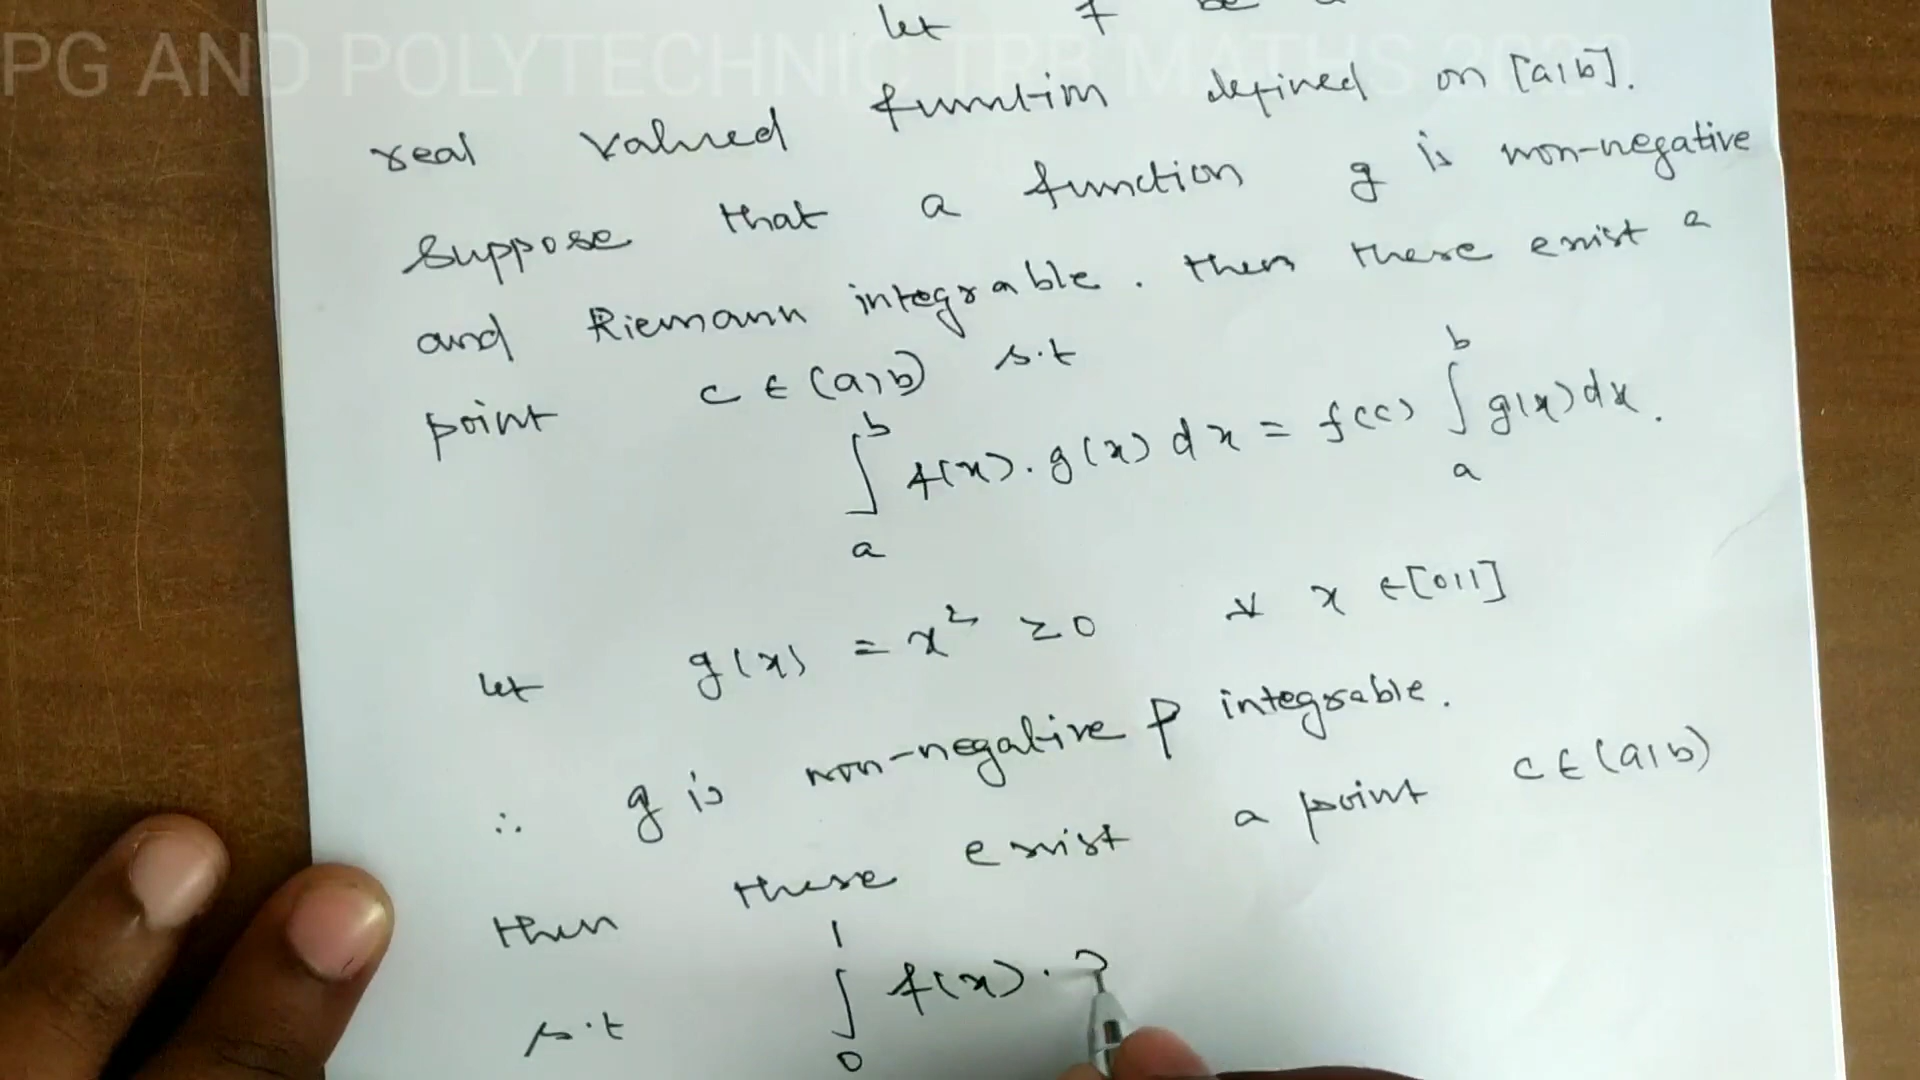 PG AND POLYTECHNIC TRB MATHS 2020
let f be a
real valued function defined on [a,b].
Suppose that a function g is non-negative
and Riemann integrable. then there exist a
point c ∈ (a,b) s.t
∫_a^b f(x).g(x)dx = f(c) ∫_a^b g(x)dx.
let g(x) = x² ≥0 ∀ x ∈[0,1]
∴ g is non-negative & integrable.
then there exist a point c ∈ (a,b)
s.t ∫_0^1 f(x).